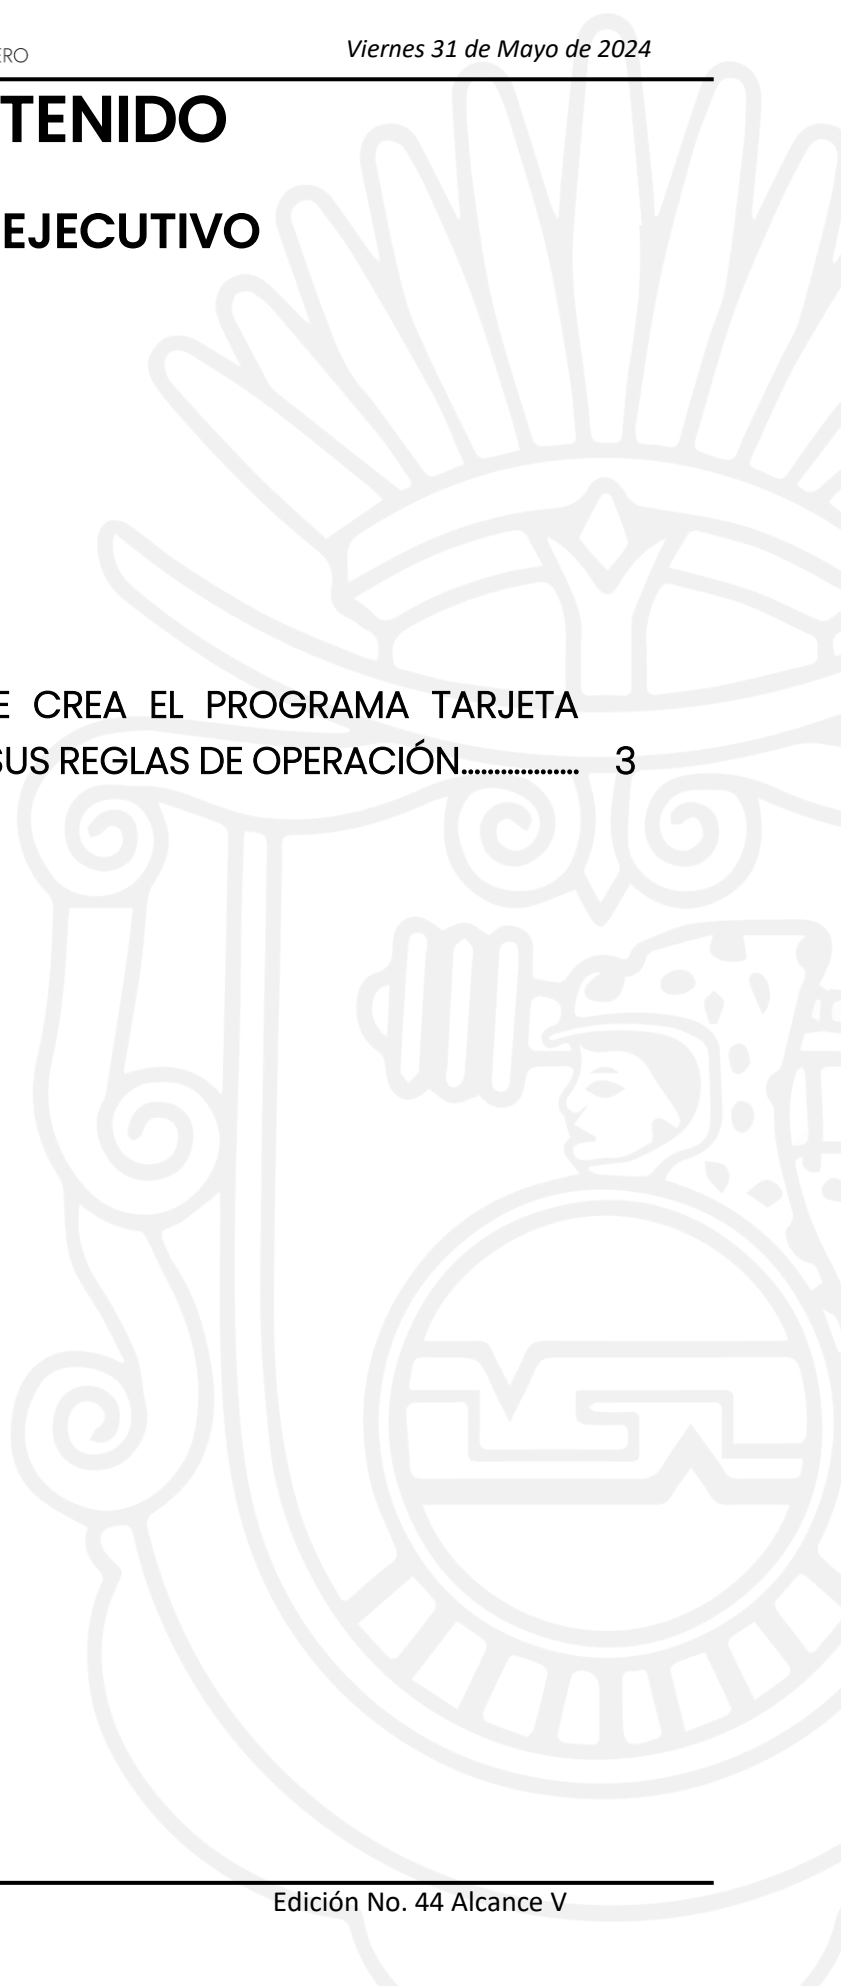 ERO
Viernes 31 de Mayo de 2024
TENIDO
EJECUTIVO
E CREA EL PROGRAMA TARJETA
SUS REGLAS DE OPERACIÓN.................. 3
Edición No. 44 Alcance V